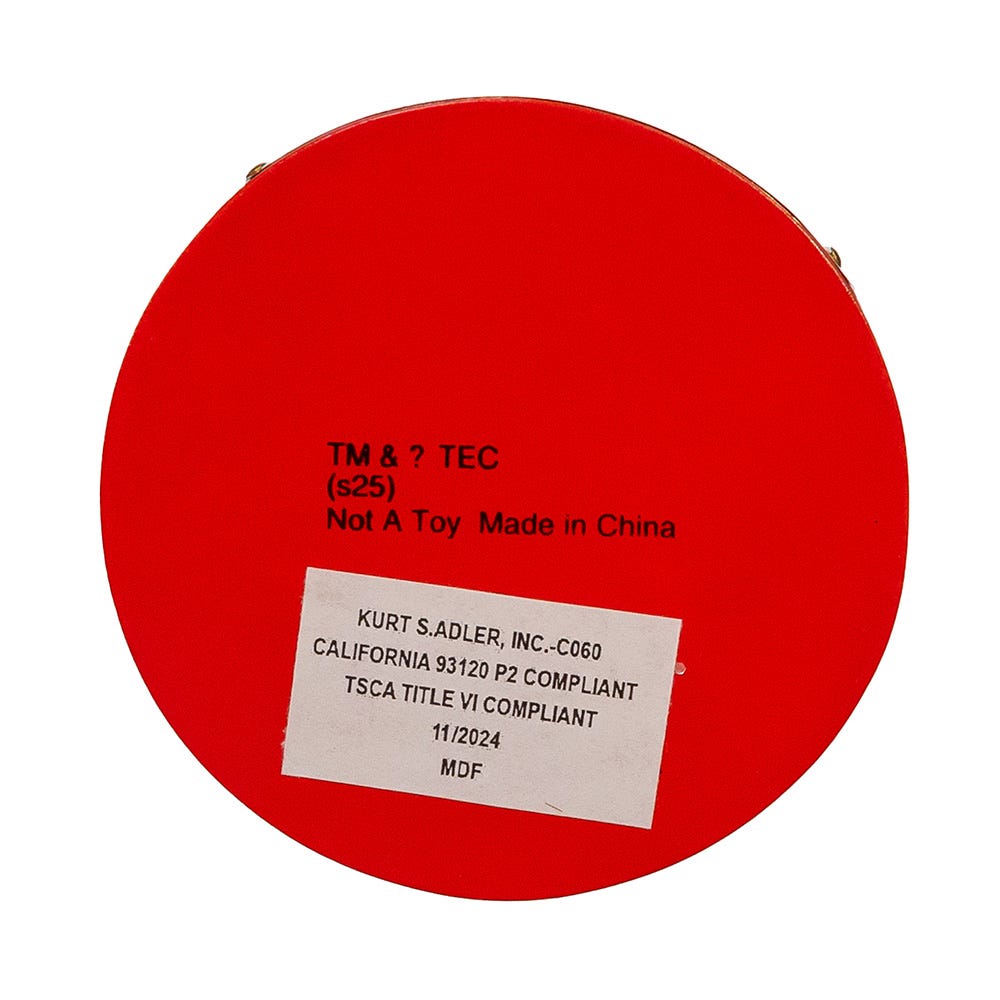 TM & ? TEC
(s25)
Not A Toy Made in China
KURT S.ADLER, INC.-C060
CALIFORNIA 93120 P2 COMPLIANT
TSCA TITLE VI COMPLIANT
11/2024
MDF